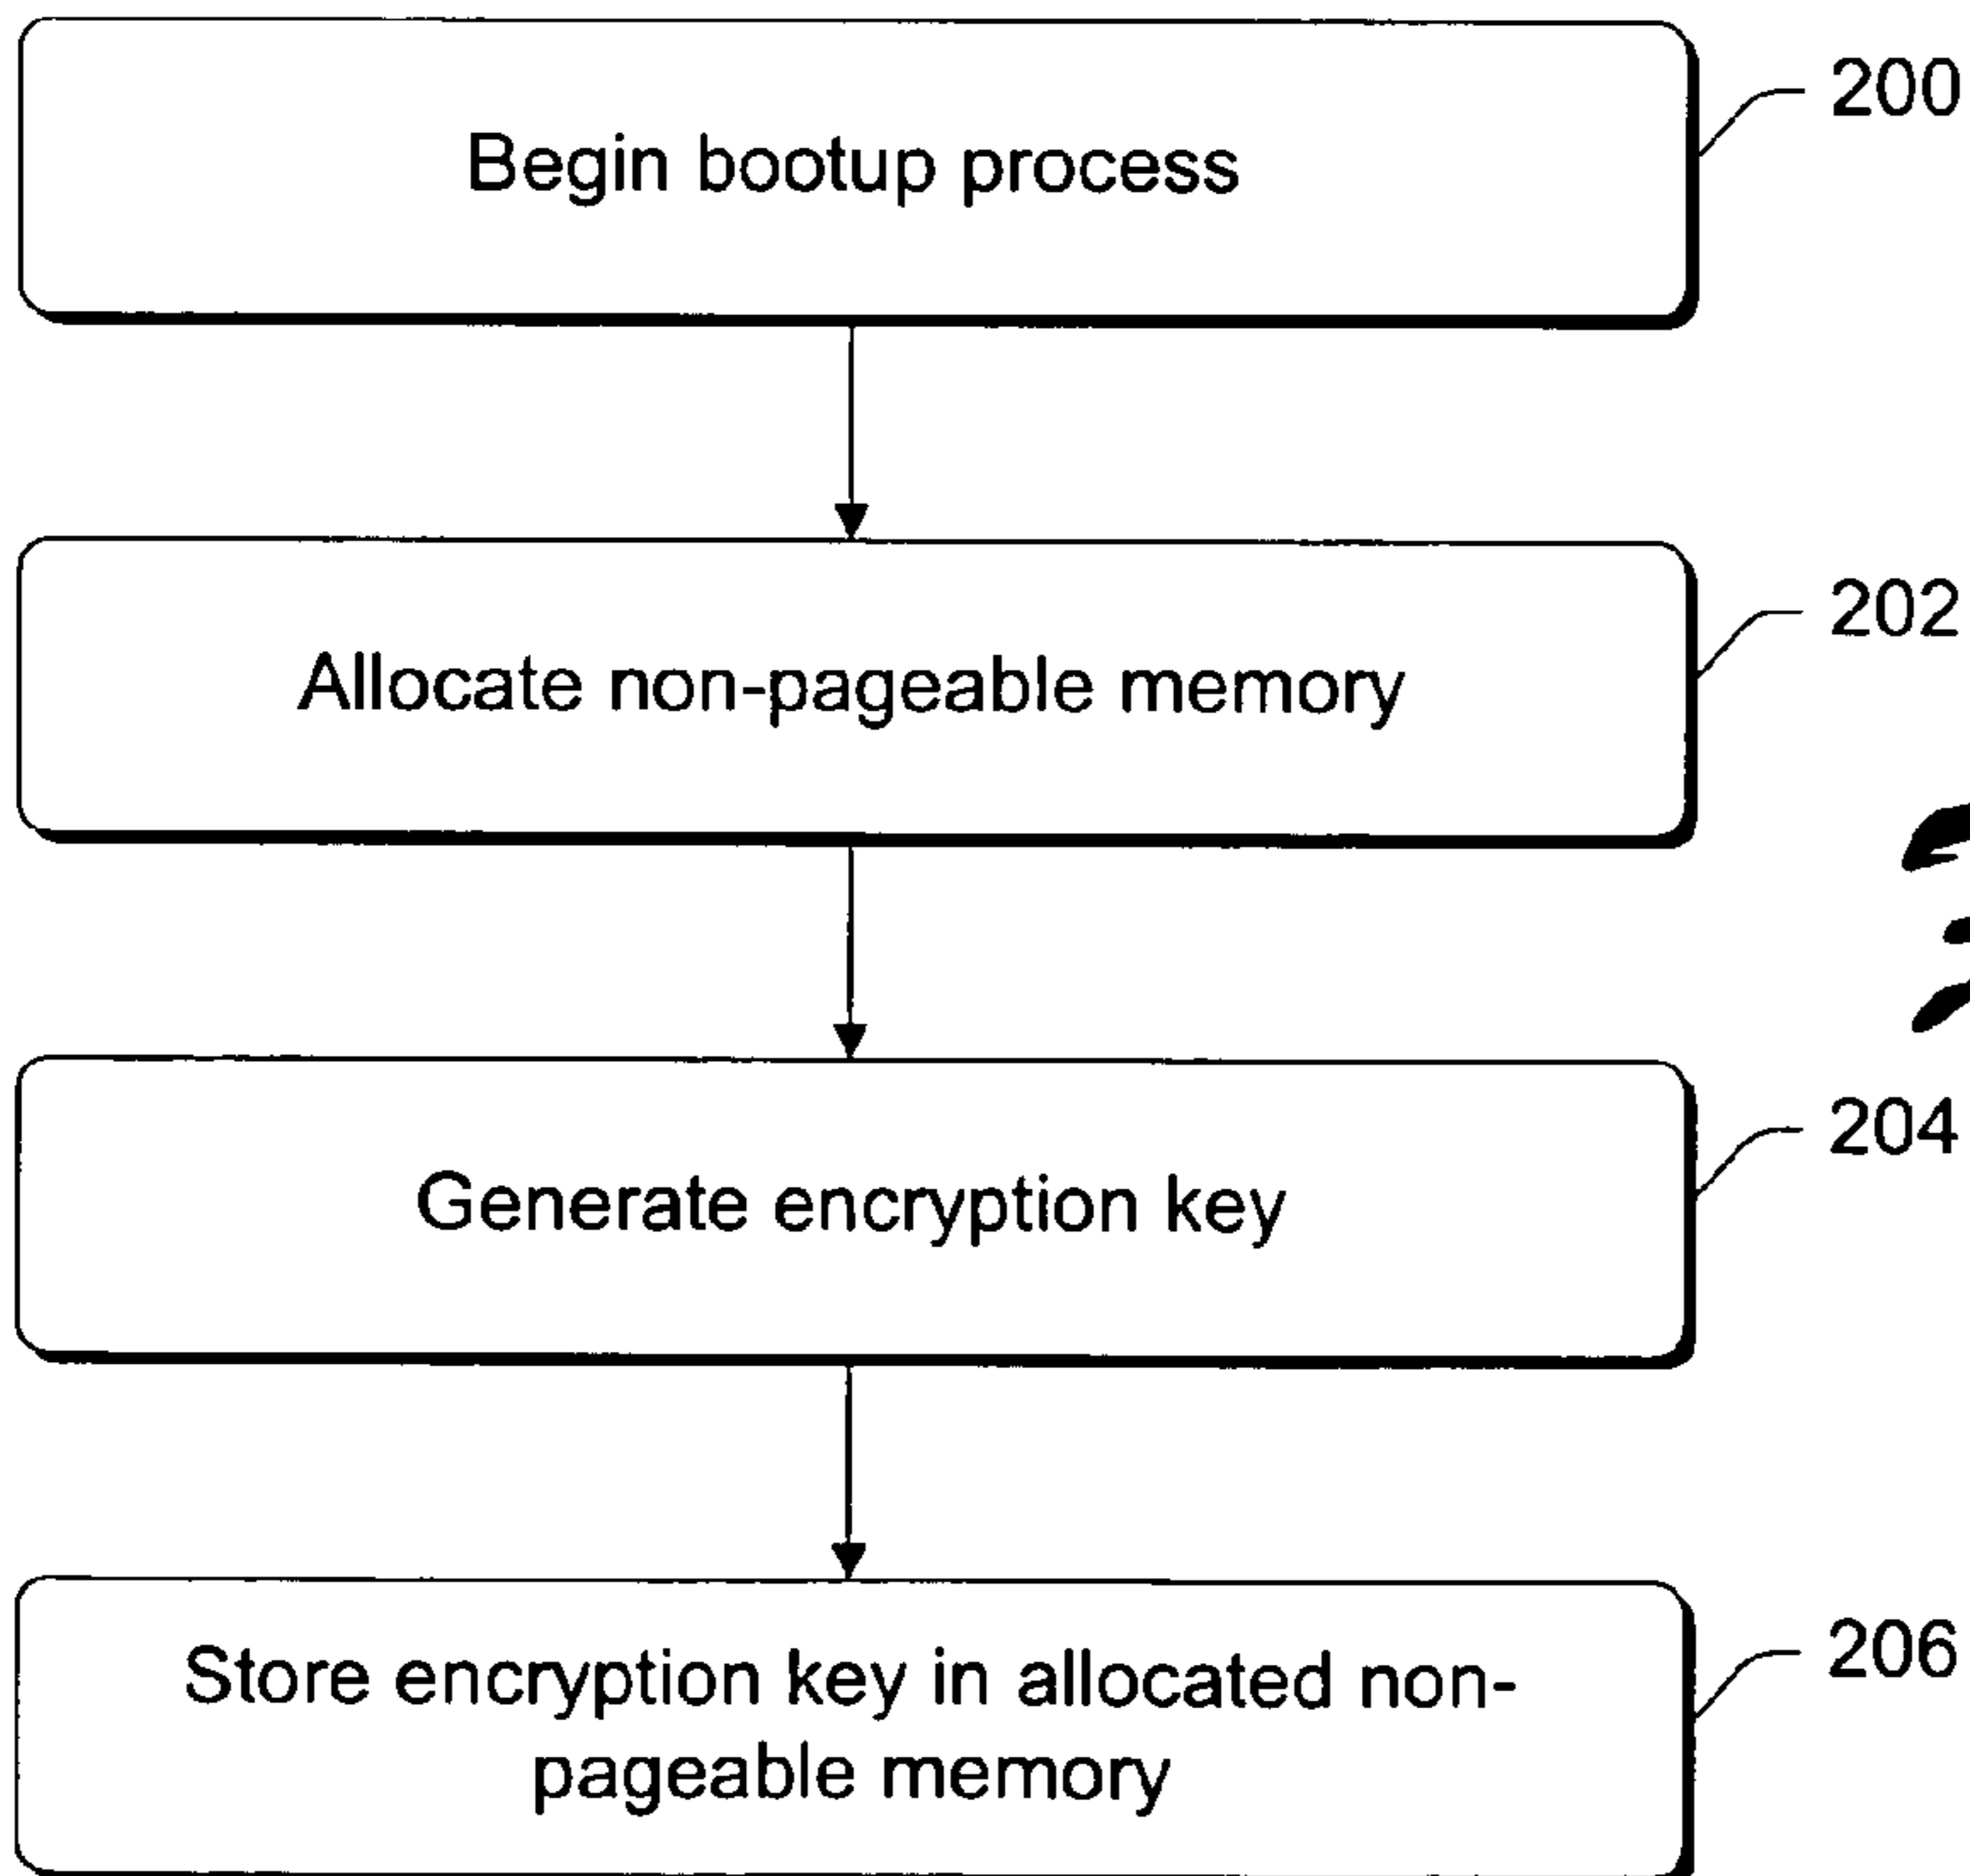 Begin bootup process
200
Allocate non-pageable memory
202
Generate encryption key
204
Store encryption key in allocated non-
pageable memory
206